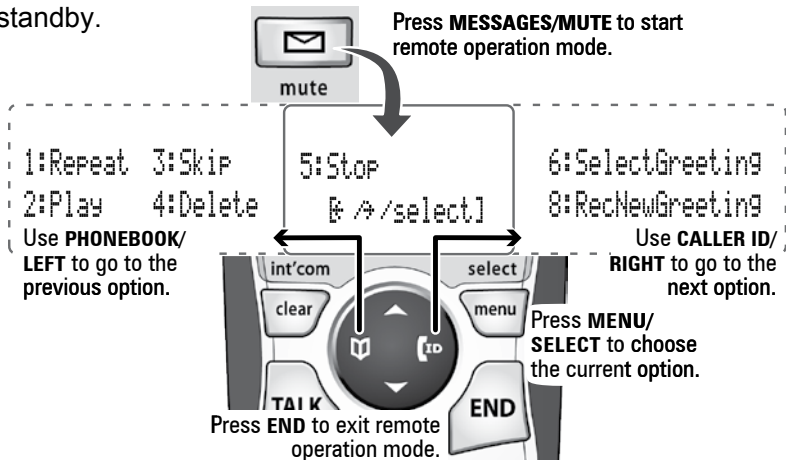 standby.
Press MESSAGES/MUTE to start
remote operation mode.
mute
1:Repeat 3:Skip
2:Play 4:Delete
5:Stop
/select]
6:SelectGreeting
8:RecNewGreeting
Use PHONEBOOK/
LEFT to go to the
previous option.
Use CALLER ID/
RIGHT to go to the
next option.
int'com
select
clear
menu
ID
Press MENU/
SELECT to choose
the current option.
TALK
END
Press END to exit remote
operation mode.